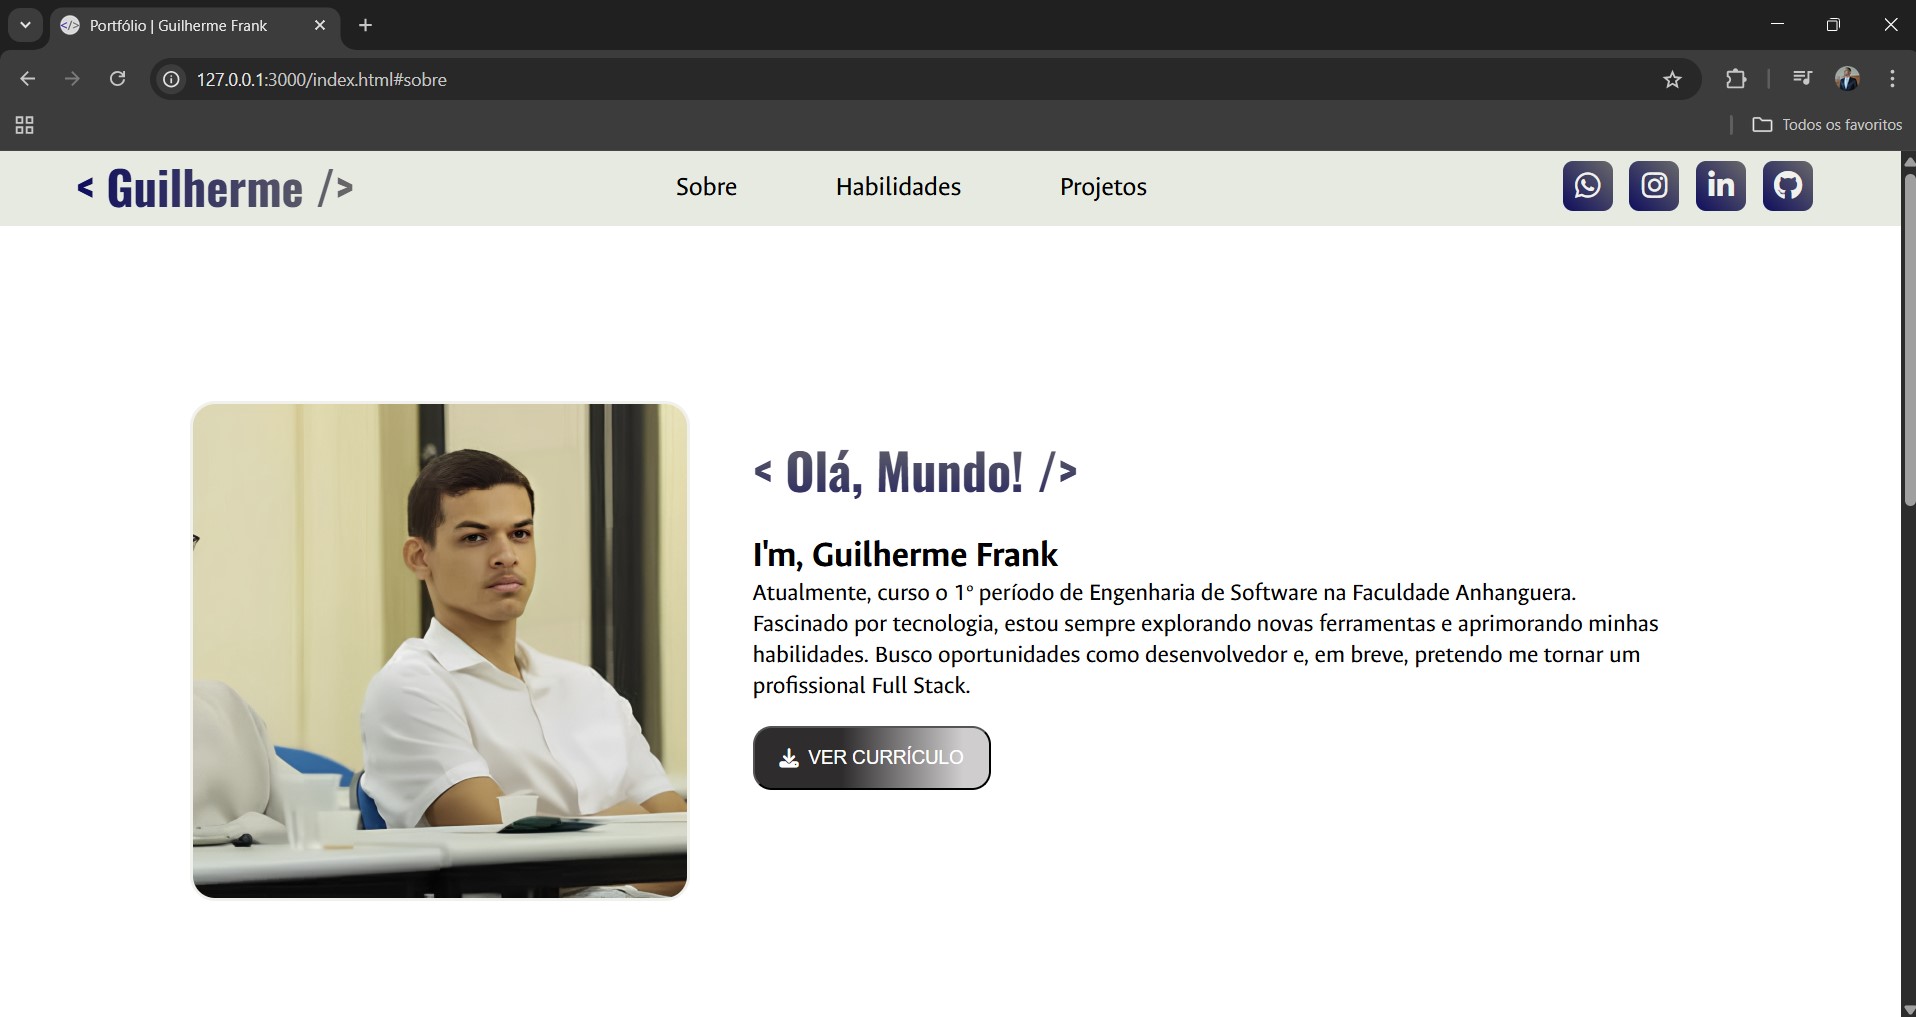 Portfólio | Guilherme Frank
127.0.0.1:3000/index.html#sobre
Todos os favoritos
< Guilherme />
Sobre
Habilidades
Projetos
in
< Olá, Mundo! />
I'm, Guilherme Frank
Atualmente, curso o 1º período de Engenharia de Software na Faculdade Anhanguera.
Fascinado por tecnologia, estou sempre explorando novas ferramentas e aprimorando minhas
habilidades. Busco oportunidades como desenvolvedor e, em breve, pretendo me tornar um
profissional Full Stack.
VER CURRÍCULO